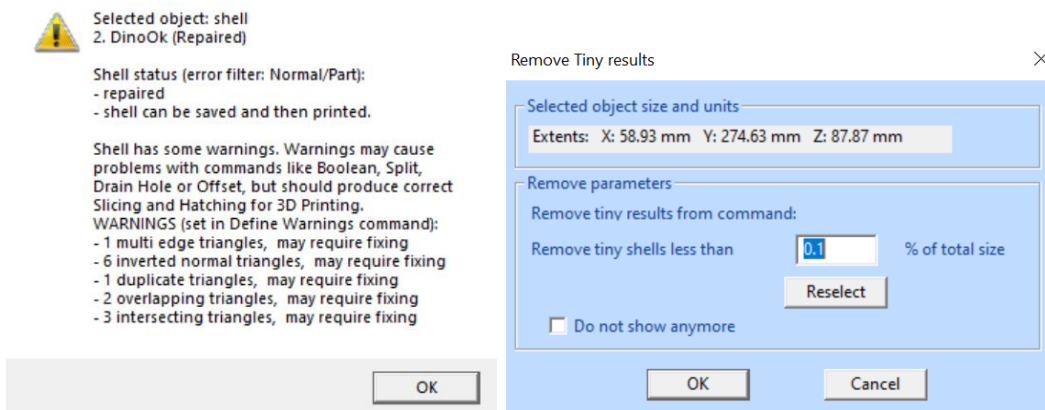 Selected object: shell
2. DinoOk (Repaired)
Shell status (error filter: Normal/Part):
- repaired
- shell can be saved and then printed.
Shell has some warnings. Warnings may cause
problems with commands like Boolean, Split,
Drain Hole or Offset, but should produce correct
Slicing and Hatching for 3D Printing.
WARNINGS (set in Define Warnings command):
- 1 multi edge triangles,  may require fixing
- 6 inverted normal triangles,  may require fixing
- 1 duplicate triangles,  may require fixing
- 2 overlapping triangles,  may require fixing
- 3 intersecting triangles,  may require fixing
OK
Remove Tiny results
Selected object size and units
Extents:   X: 58.93 mm   Y: 274.63 mm   Z: 87.87 mm
Remove parameters
Remove tiny results from command:
Remove tiny shells less than 0.1 % of total size
Reselect
Do not show anymore
OK Cancel